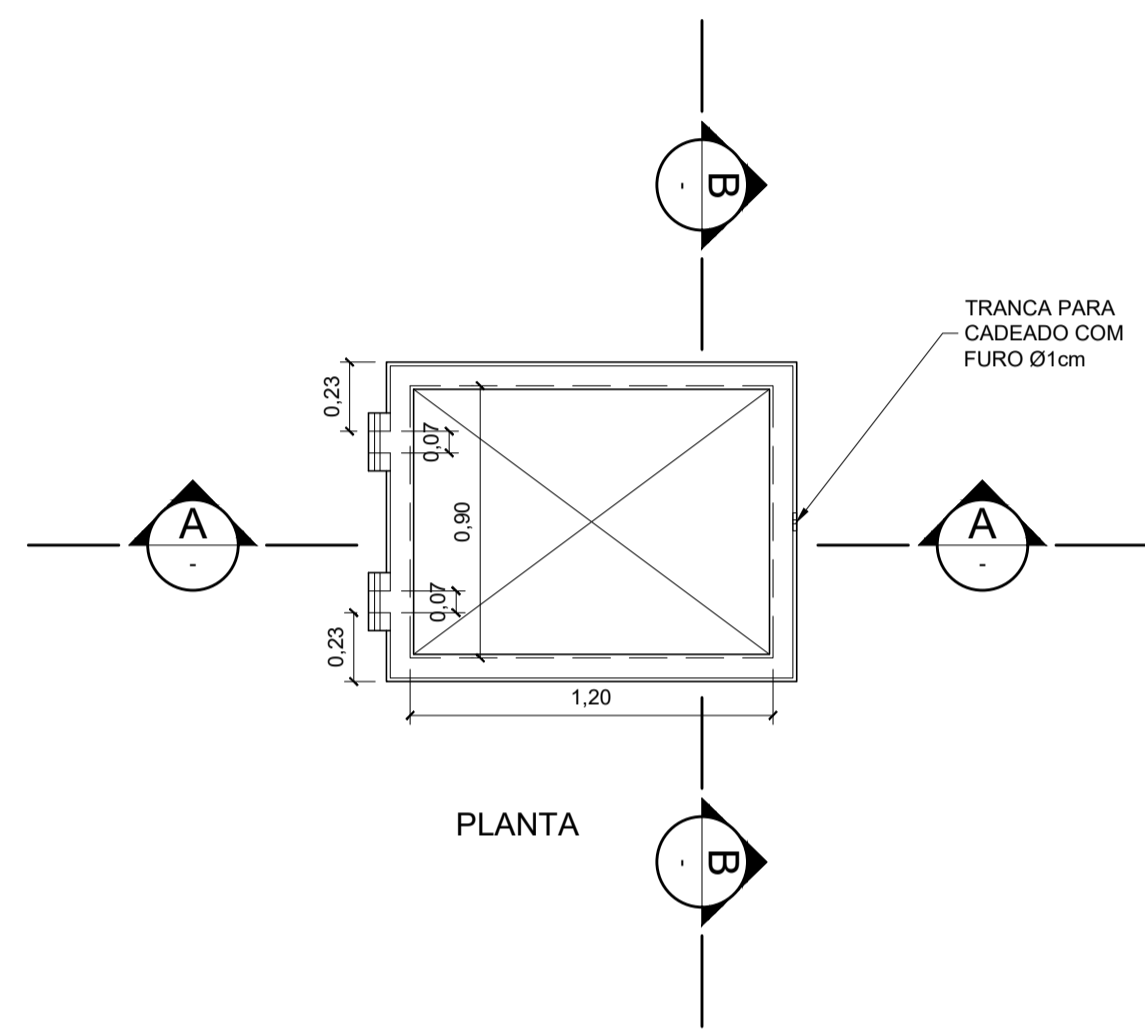 B
-
TRANCA PARA
CADEADO COM
FURO Ø1cm
0,23
0,07
0,90
A
-
A
-
0,07
0,23
1,20
PLANTA
B
-